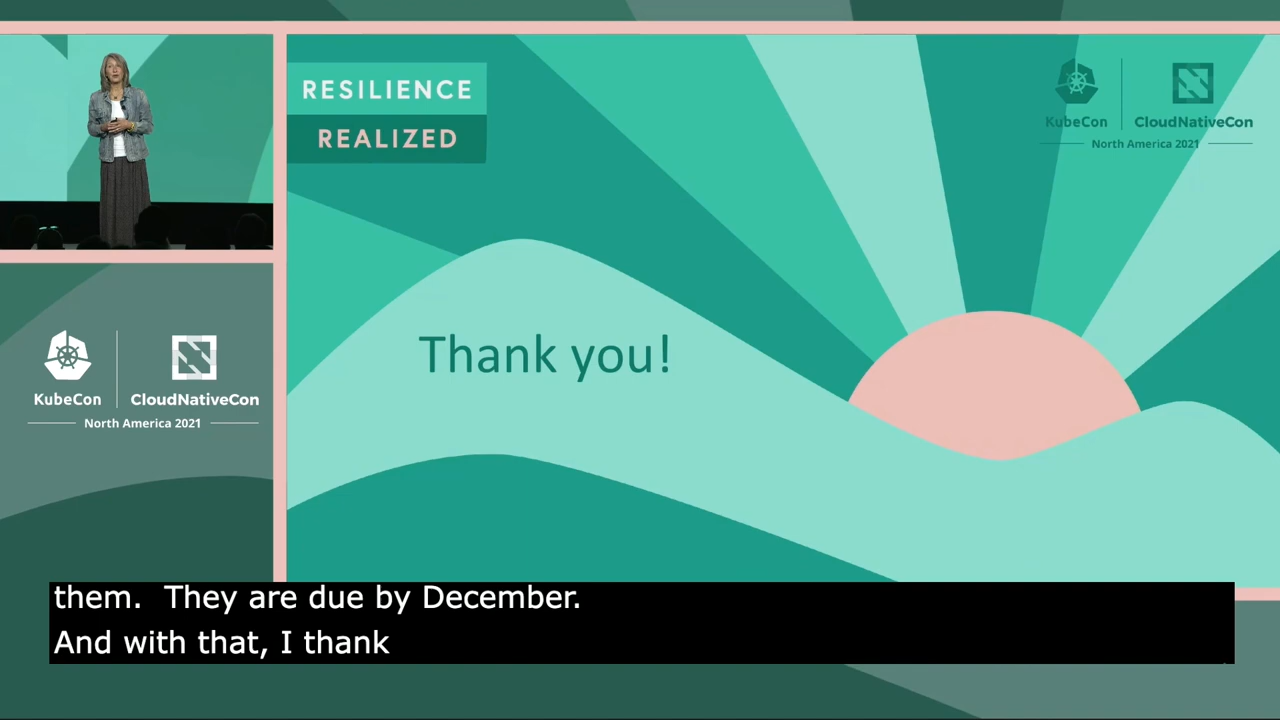 RESILIENCE
REALIZED
KubeCon
CloudNativeCon
North America 2021
Thank you!
KubeCon
CloudNativeCon
North America 2021
them.  They are due by December.
And with that, I thank